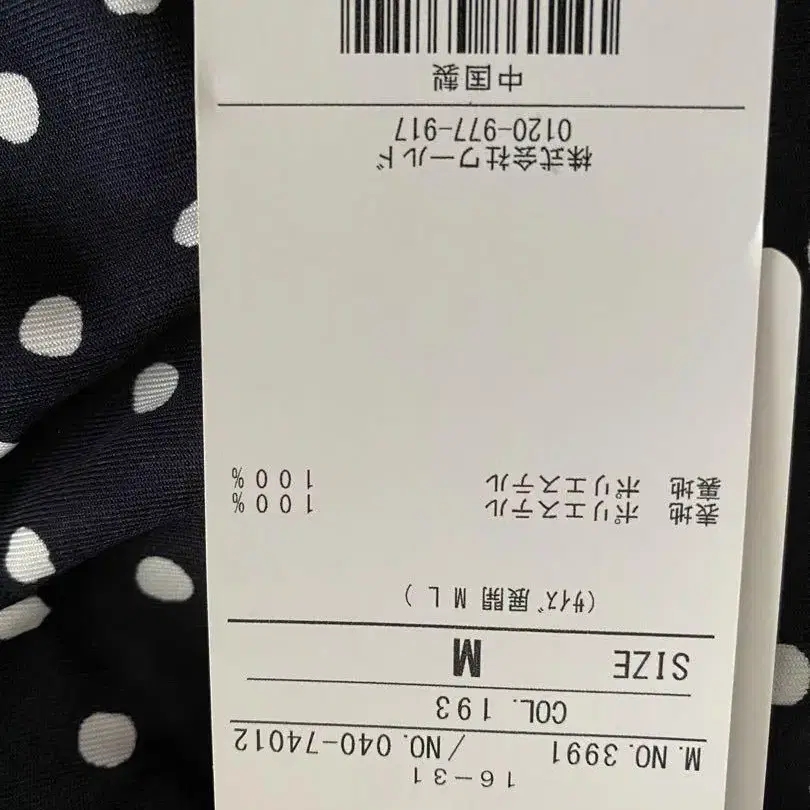 16-31
M.NO.3991 /NO.040-74012
COL.193
SIZE M
(ｻｲｽﾞ展開 M L )
表地 ポリエステル 100%
裏地 ポリエステル 100%
株式会社ワールド
0120-977-917
中国製